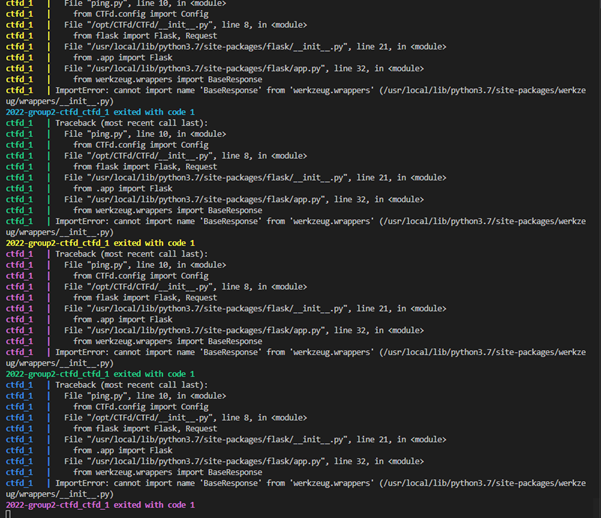 ctfd_1 | File "ping.py", line 10, in <module>
ctfd_1 | from CTFd.config import Config
ctfd_1 | File "/opt/CTFd/CTFd/__init__.py", line 8, in <module>
ctfd_1 | from flask import Flask, Request
ctfd_1 | File "/usr/local/lib/python3.7/site-packages/flask/__init__.py", line 21, in <module>
ctfd_1 | from .app import Flask
ctfd_1 | File "/usr/local/lib/python3.7/site-packages/flask/app.py", line 32, in <module>
ctfd_1 | from werkzeug.wrappers import BaseResponse
ctfd_1 | ImportError: cannot import name 'BaseResponse' from 'werkzeug.wrappers' (/usr/local/lib/python3.7/site-packages/werkze
ug/wrappers/__init__.py)
2022-group2-ctfd_ctfd_1 exited with code 1
ctfd_1 | Traceback (most recent call last):
ctfd_1 | File "ping.py", line 10, in <module>
ctfd_1 | from CTFd.config import Config
ctfd_1 | File "/opt/CTFd/CTFd/__init__.py", line 8, in <module>
ctfd_1 | from flask import Flask, Request
ctfd_1 | File "/usr/local/lib/python3.7/site-packages/flask/__init__.py", line 21, in <module>
ctfd_1 | from .app import Flask
ctfd_1 | File "/usr/local/lib/python3.7/site-packages/flask/app.py", line 32, in <module>
ctfd_1 | from werkzeug.wrappers import BaseResponse
ctfd_1 | ImportError: cannot import name 'BaseResponse' from 'werkzeug.wrappers' (/usr/local/lib/python3.7/site-packages/werkze
ug/wrappers/__init__.py)
2022-group2-ctfd_ctfd_1 exited with code 1
ctfd_1 | Traceback (most recent call last):
ctfd_1 | File "ping.py", line 10, in <module>
ctfd_1 | from CTFd.config import Config
ctfd_1 | File "/opt/CTFd/CTFd/__init__.py", line 8, in <module>
ctfd_1 | from flask import Flask, Request
ctfd_1 | File "/usr/local/lib/python3.7/site-packages/flask/__init__.py", line 21, in <module>
ctfd_1 | from .app import Flask
ctfd_1 | File "/usr/local/lib/python3.7/site-packages/flask/app.py", line 32, in <module>
ctfd_1 | from werkzeug.wrappers import BaseResponse
ctfd_1 | ImportError: cannot import name 'BaseResponse' from 'werkzeug.wrappers' (/usr/local/lib/python3.7/site-packages/werkze
ug/wrappers/__init__.py)
2022-group2-ctfd_ctfd_1 exited with code 1
ctfd_1 | Traceback (most recent call last):
ctfd_1 | File "ping.py", line 10, in <module>
ctfd_1 | from CTFd.config import Config
ctfd_1 | File "/opt/CTFd/CTFd/__init__.py", line 8, in <module>
ctfd_1 | from flask import Flask, Request
ctfd_1 | File "/usr/local/lib/python3.7/site-packages/flask/__init__.py", line 21, in <module>
ctfd_1 | from .app import Flask
ctfd_1 | File "/usr/local/lib/python3.7/site-packages/flask/app.py", line 32, in <module>
ctfd_1 | from werkzeug.wrappers import BaseResponse
ctfd_1 | ImportError: cannot import name 'BaseResponse' from 'werkzeug.wrappers' (/usr/local/lib/python3.7/site-packages/werkze
ug/wrappers/__init__.py)
2022-group2-ctfd_ctfd_1 exited with code 1